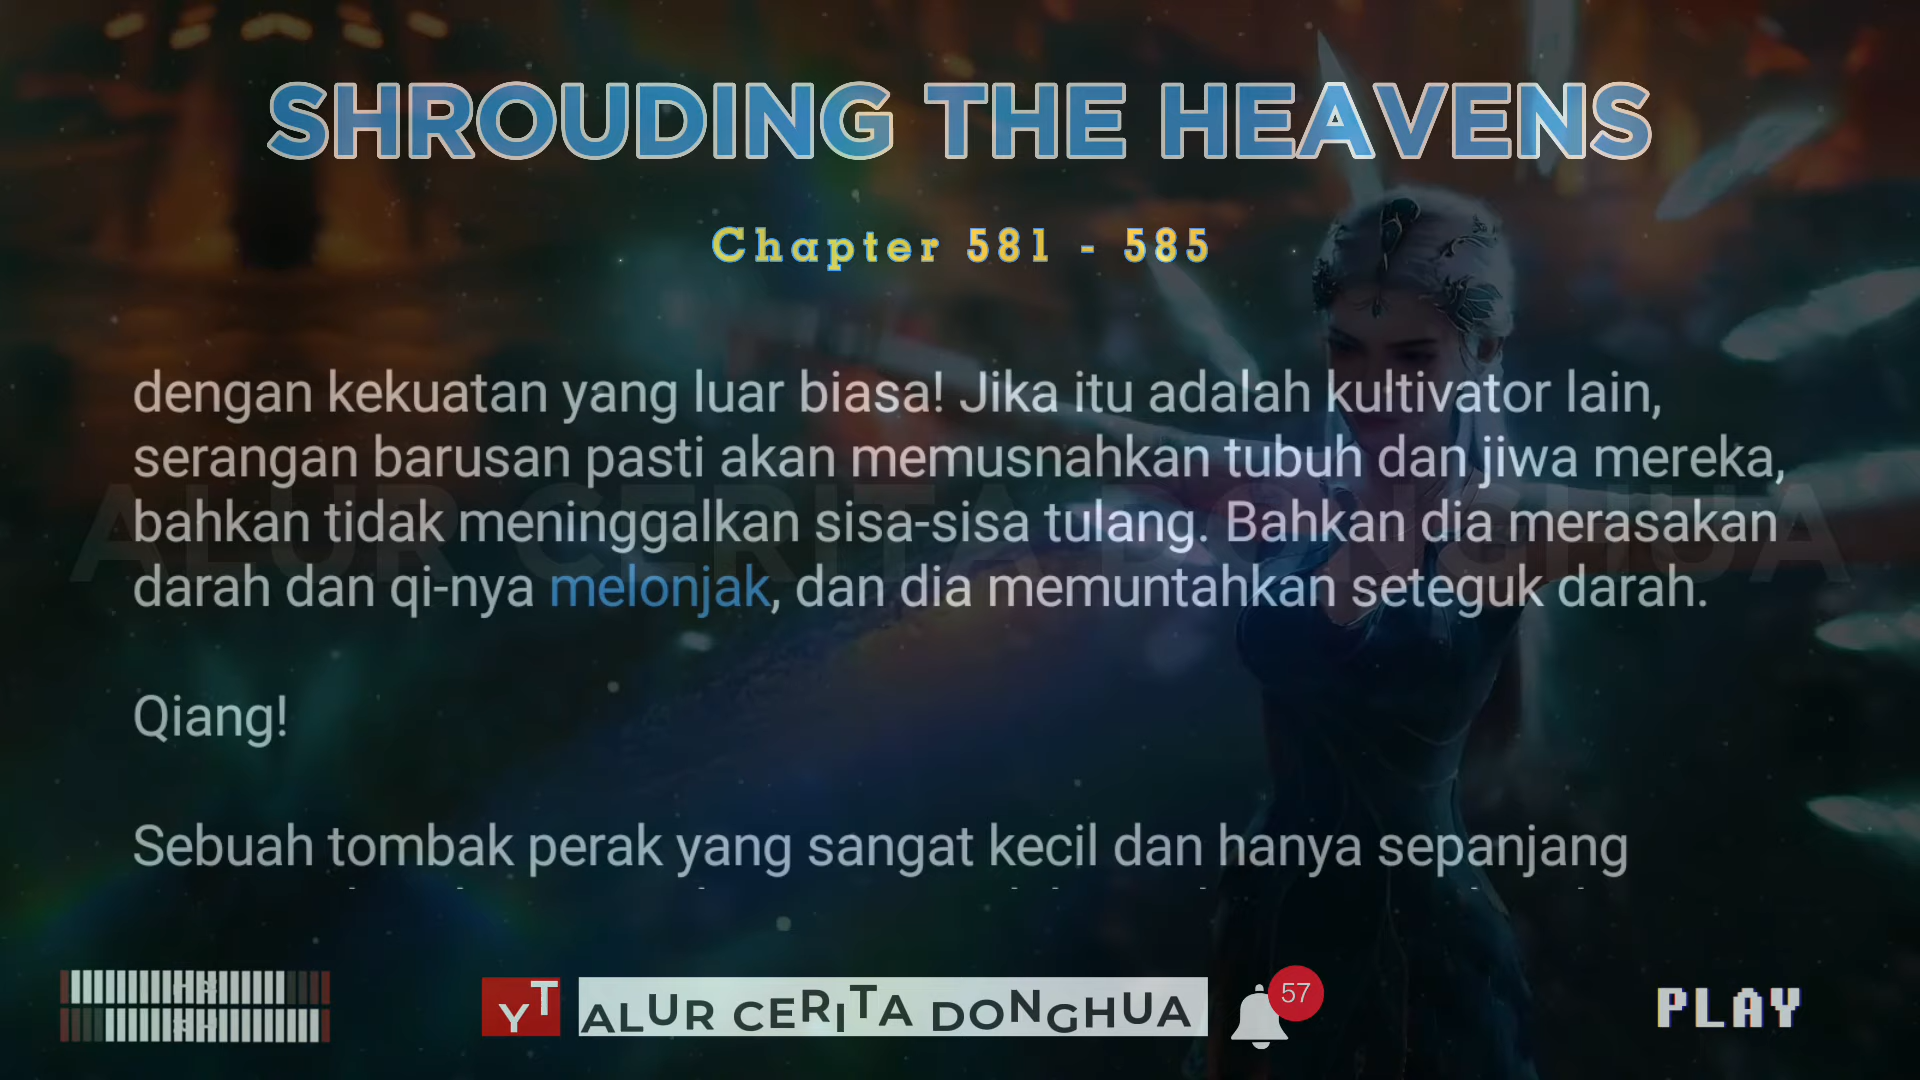 SHROUDING THE HEAVENS
Chapter 581 - 585
dengan kekuatan yang luar biasa! Jika itu adalah kultivator lain,
serangan barusan pasti akan memusnahkan tubuh dan jiwa mereka,
bahkan tidak meninggalkan sisa-sisa tulang. Bahkan dia merasakan
darah dan qi-nya melonjak, dan dia memuntahkan seteguk darah.
ALUR CERITA DONGHUA
Qiang!
Sebuah tombak perak yang sangat kecil dan hanya sepanjang
YT ALUR CERITA DONGHUA 57
PLAY